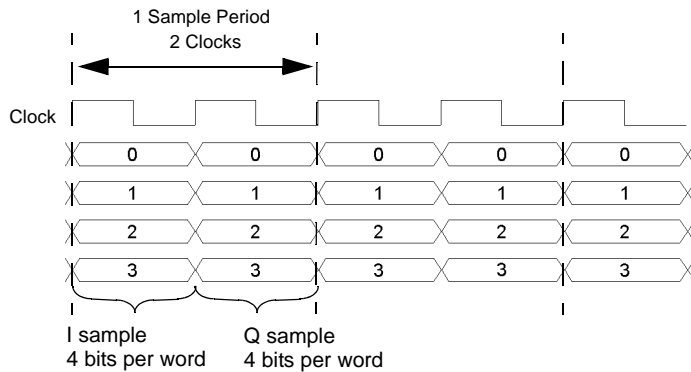 1 Sample Period
2 Clocks
Clock
0 0 0 0 0
1 1 1 1 1
2 2 2 2 2
3 3 3 3 3
I sample
4 bits per word
Q sample
4 bits per word